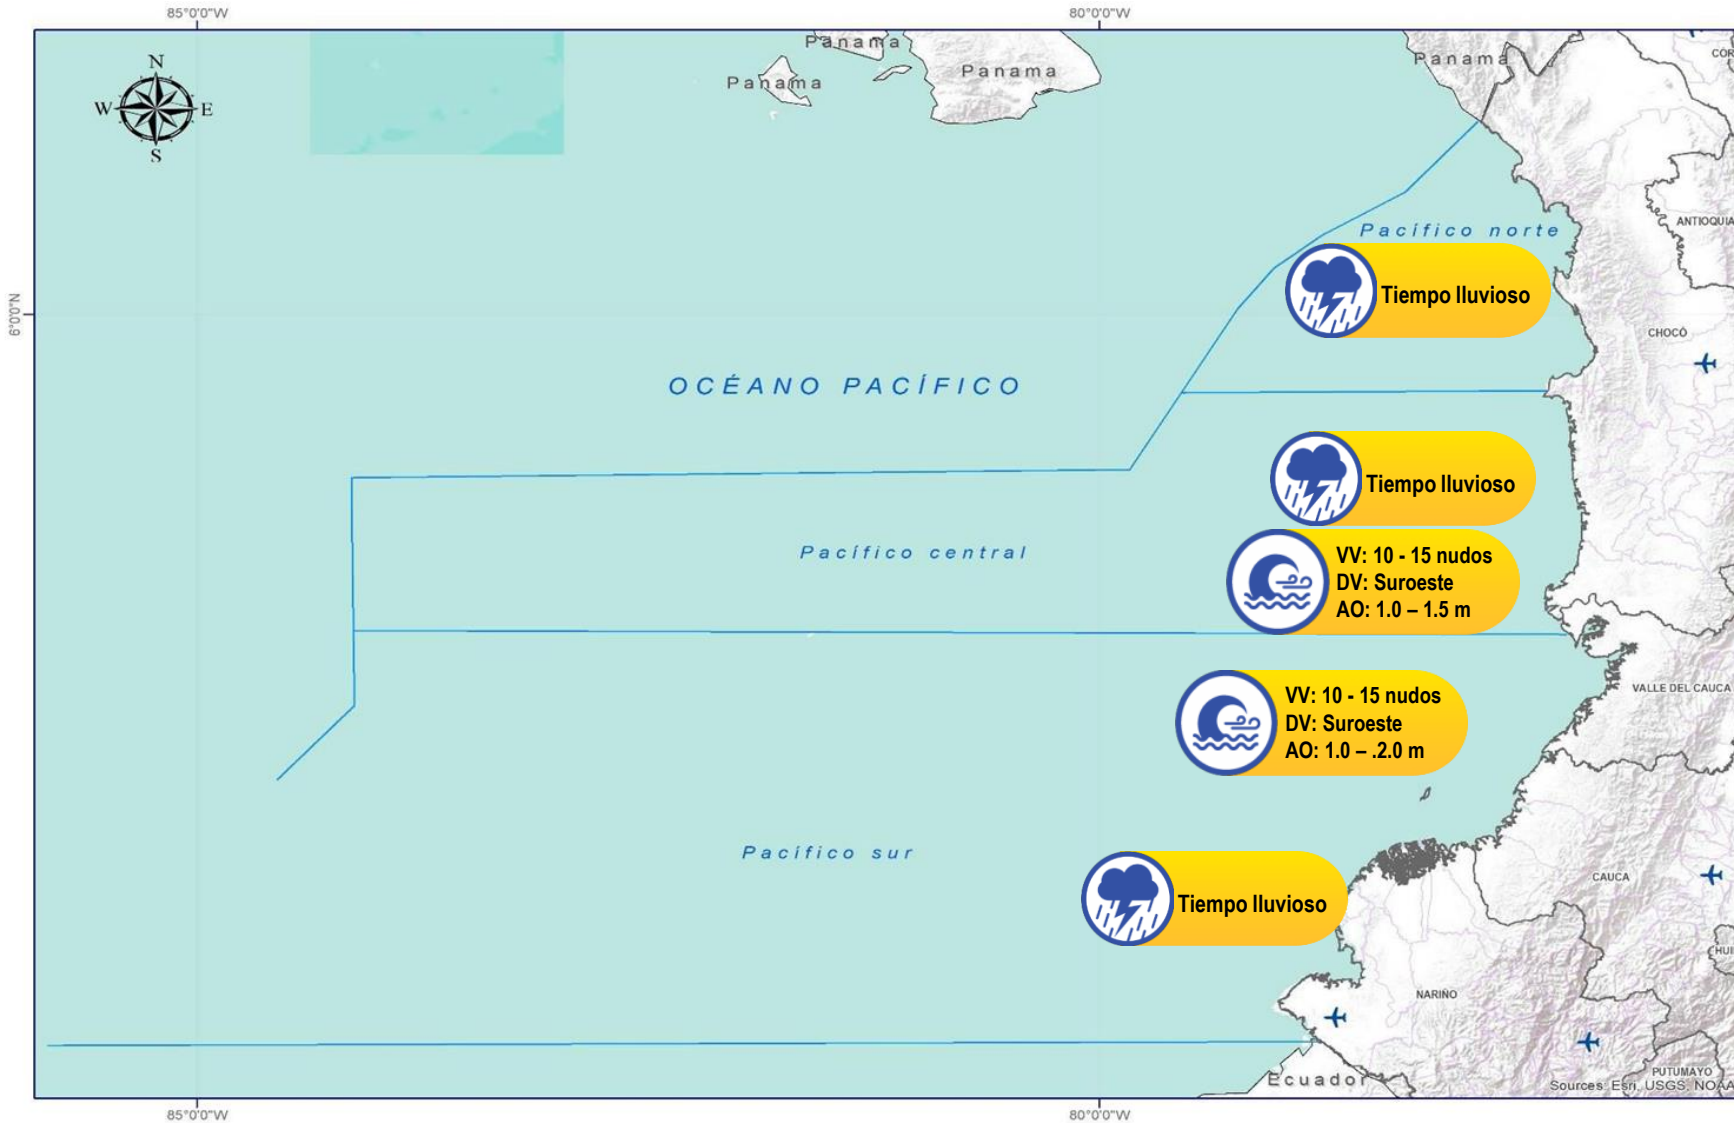 85°0'0"W
80°0'0"W
N
W
E
S
Panama
Panama
Panama
Panama
ANTIOQUIA
Pacífico norte
Tiempo lluvioso
6°0'0"N
CHOCÓ
OCÉANO PACÍFICO
Tiempo lluvioso
Pacífico central
VV: 10 - 15 nudos
DV: Suroeste
AO: 1.0 – 1.5 m
VALLE DEL CAUCA
VV: 10 - 15 nudos
DV: Suroeste
AO: 1.0 – .2.0 m
Pacífico sur
CAUCA
Tiempo lluvioso
NARIÑO
PUTUMAYO
Ecuador
Sources: Esri, USGS, NOAA
85°0'0"W
80°0'0"W